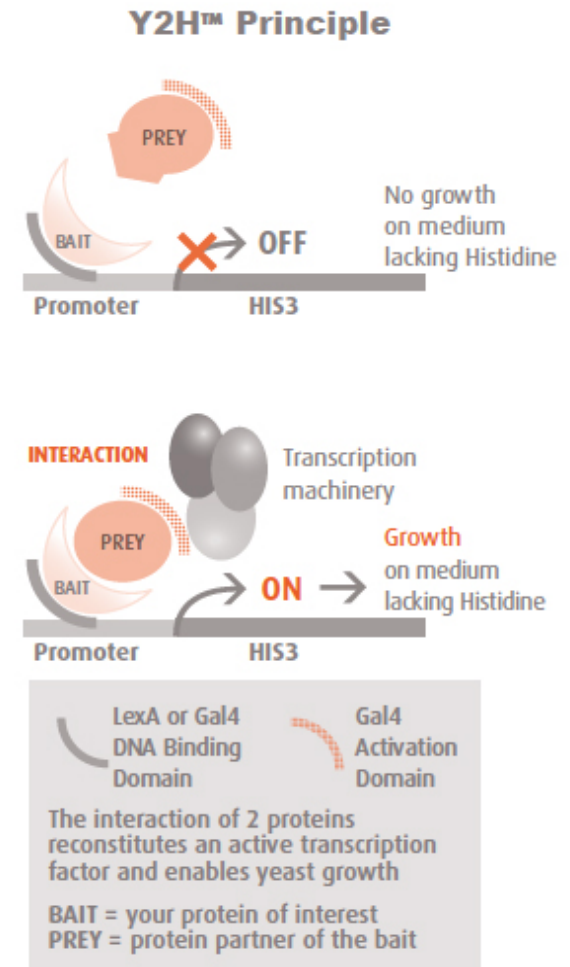 Y2H™ Principle
PREY
BAIT
OFF
No growth
on medium
lacking Histidine
Promoter
HIS3
INTERACTION
Transcription
machinery
PREY
BAIT
ON
Growth
on medium
lacking Histidine
Promoter
HIS3
LexA or Gal4
DNA Binding
Domain
Gal4
Activation
Domain
The interaction of 2 proteins
reconstitutes an active transcription
factor and enables yeast growth
BAIT = your protein of interest
PREY = protein partner of the bait